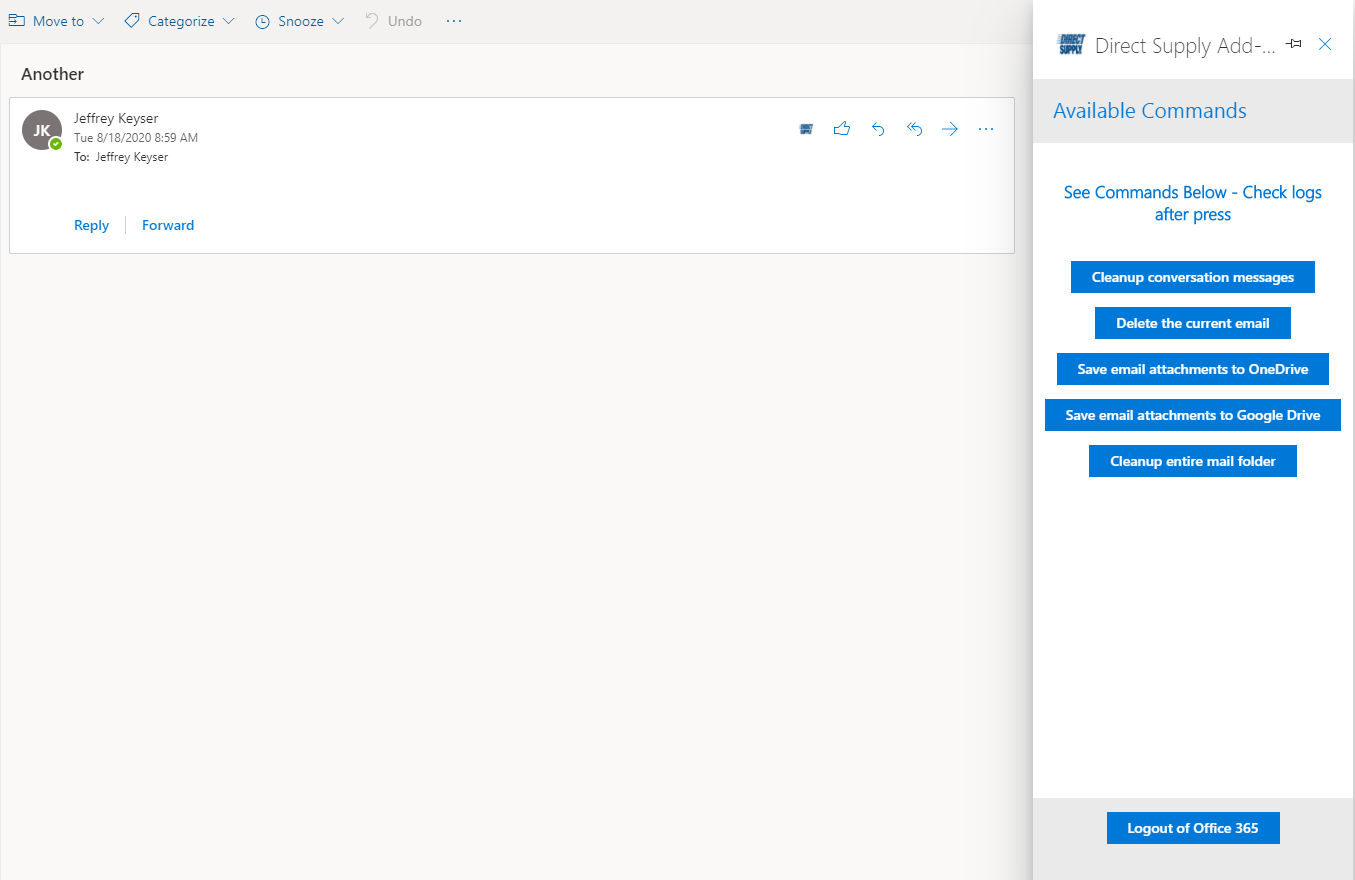 Move to
Categorize
Snooze
Undo
Another
JK
Jeffrey Keyser
Tue 8/18/2020 8:59 AM
To: Jeffrey Keyser
DIRECT
SUPPLY
Reply
Forward
DIRECT
SUPPLY
Direct Supply Add-...
Available Commands
See Commands Below - Check logs
after press
Cleanup conversation messages
Delete the current email
Save email attachments to OneDrive
Save email attachments to Google Drive
Cleanup entire mail folder
Logout of Office 365